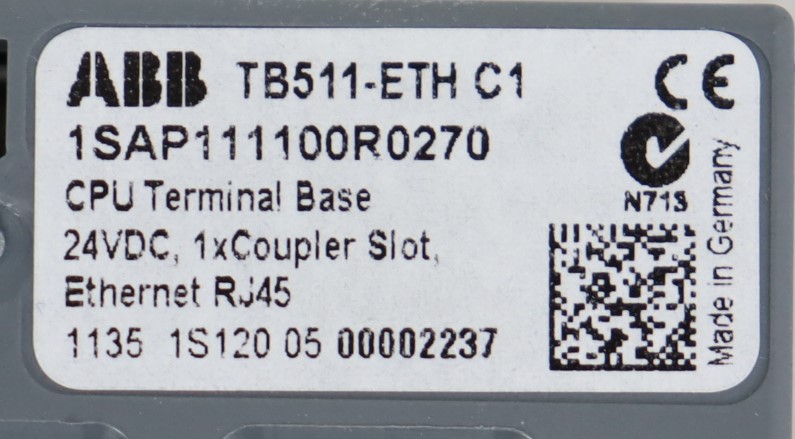 ABB TB511-ETH C1
1SAP111100R0270
CPU Terminal Base
24VDC, 1xCoupler Slot,
Ethernet RJ45
1135 1S120 05 00002237
CE
N713
Made in Germany